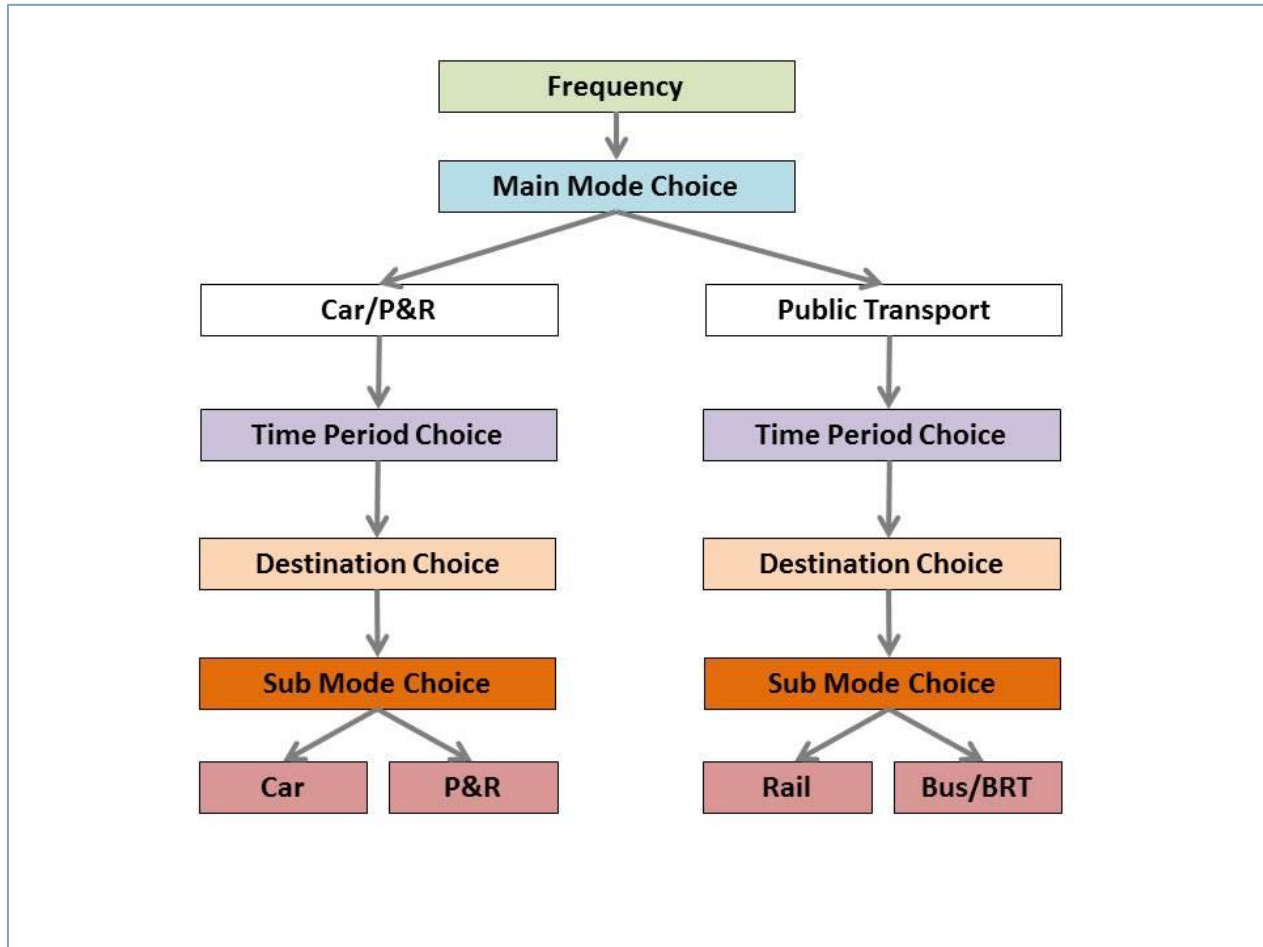 Frequency
Main Mode Choice
Car/P&R
Public Transport
Time Period Choice
Time Period Choice
Destination Choice
Destination Choice
Sub Mode Choice
Sub Mode Choice
Car
P&R
Rail
Bus/BRT